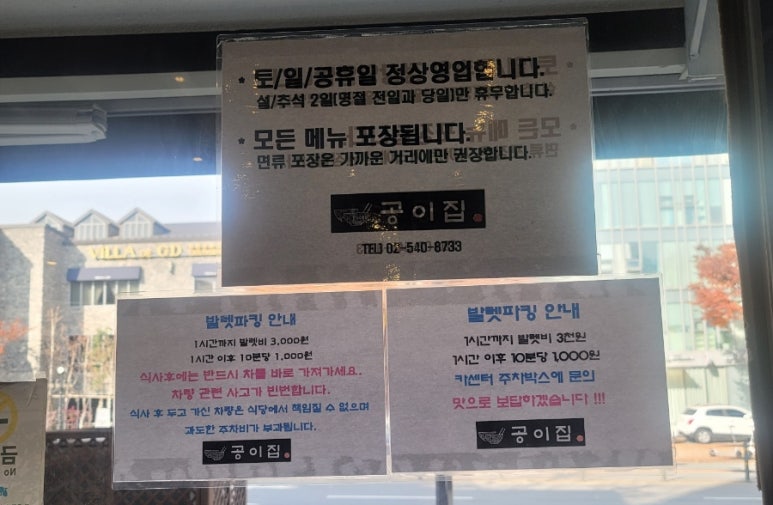 • 토/일/공휴일 정상영업합니다.
설/추석 2일(명절 전일과 당일)만 휴무합니다.
• 모든 메뉴 포장됩니다.
면류 포장은 가까운 거리에만 권장합니다.
공이집
TEL) 02-540-8733
VILLA of GD
발렛파킹 안내
1시간까지 발렛비 3,000원
1시간 이후 10분당 1,000원
식사후에는 반드시 차를 바로 가져가세요.
차량 관련 사고가 빈번합니다.
식사 후 두고 가신 차량은 식당에서 책임질 수 없으며
과도한 주차비가 부과됩니다.
공이집
발렛파킹 안내
1시간까지 발렛비 3천원
1시간 이후 10분당 1,000원
카센터 주차박스에 문의
맛으로 보답하겠습니다 !!!
공이집
금
No